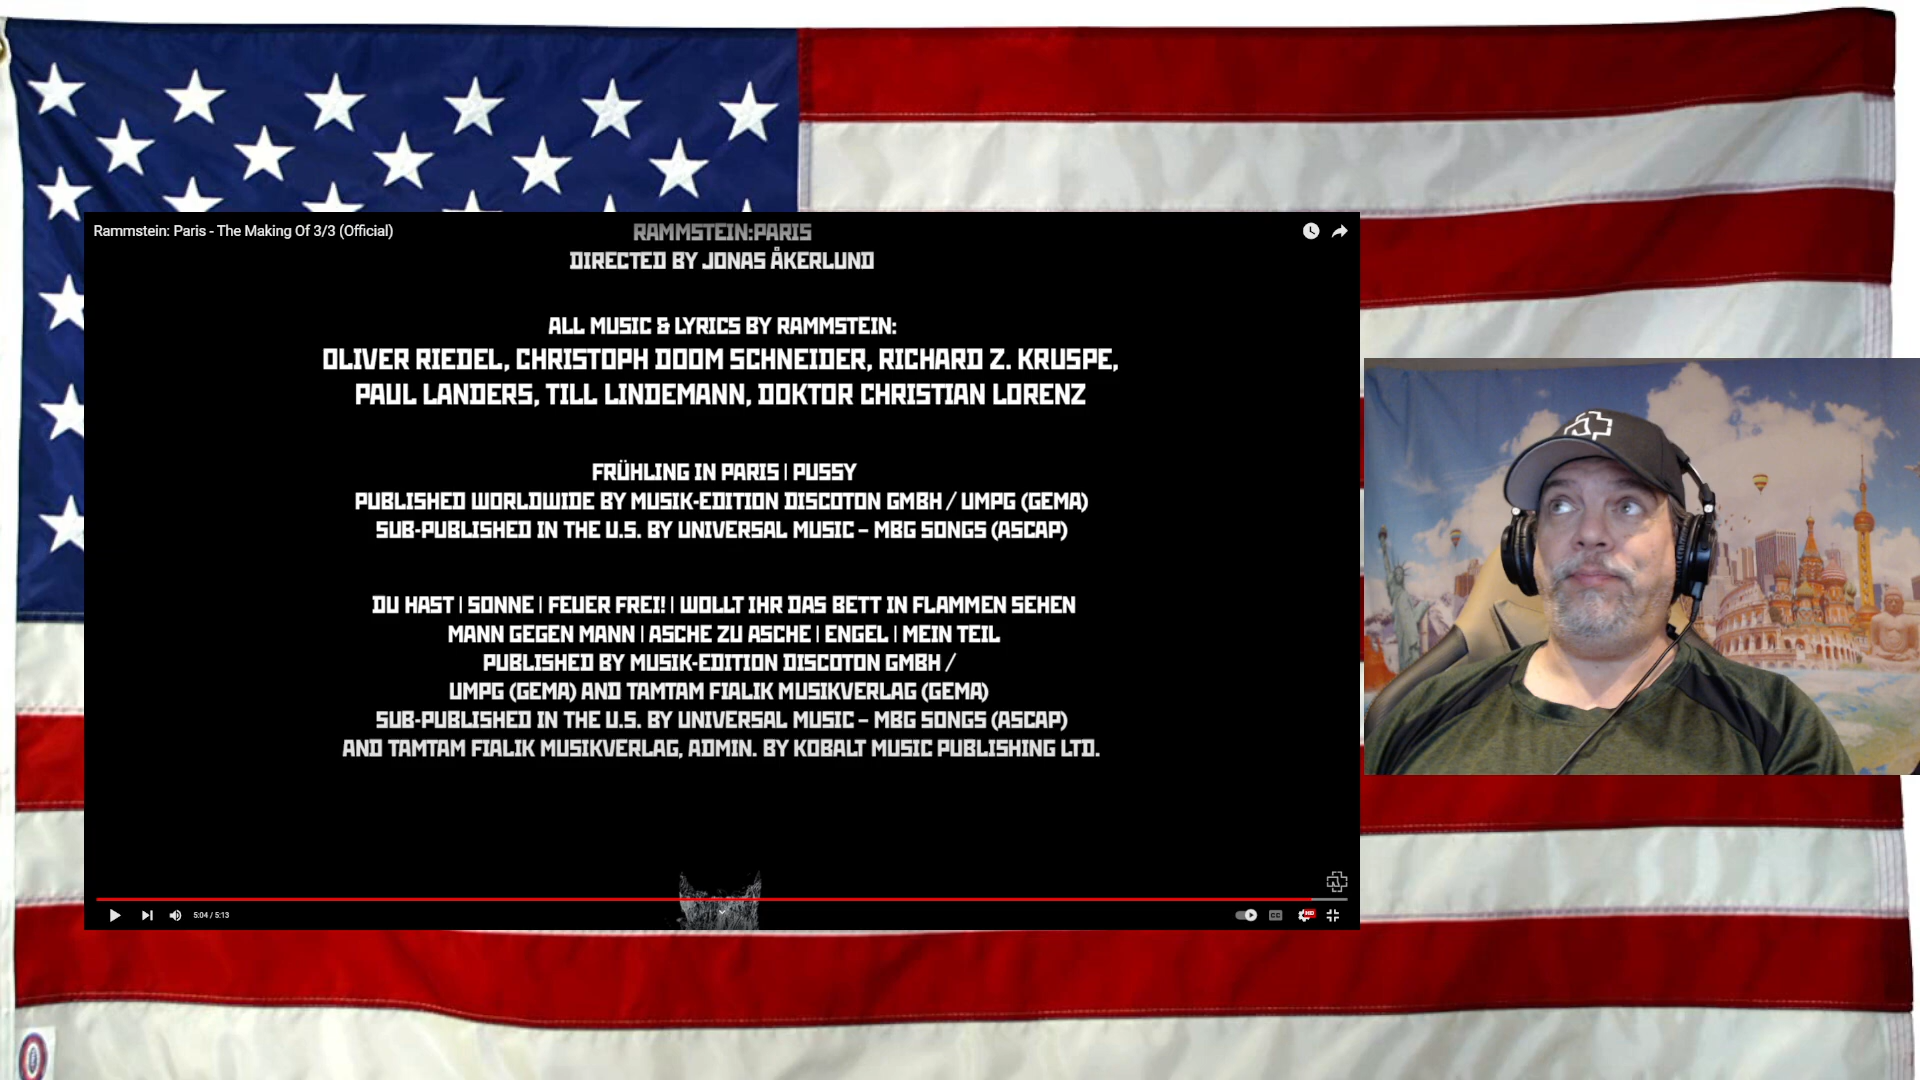 Rammstein: Paris - The Making Of 3/3 (Official)
RAMMSTEIN:PARIS
DIRECTED BY JONAS ÅKERLUND
ALL MUSIC & LYRICS BY RAMMSTEIN:
OLIVER RIEDEL, CHRISTOPH DOOM SCHNEIDER, RICHARD Z. KRUSPE,
PAUL LANDERS, TILL LINDEMANN, DOKTOR CHRISTIAN LORENZ
FRÜHLING IN PARIS | PUSSY
PUBLISHED WORLDWIDE BY MUSIK-EDITION DISCOTON GMBH / UMPG (GEMA)
SUB-PUBLISHED IN THE U.S. BY UNIVERSAL MUSIC – MBG SONGS (ASCAP)
DU HAST | SONNE | FEUER FREI! | WOLLT IHR DAS BETT IN FLAMMEN SEHEN
MANN GEGEN MANN | ASCHE ZU ASCHE | ENGEL | MEIN TEIL
PUBLISHED BY MUSIK-EDITION DISCOTON GMBH /
UMPG (GEMA) AND TAMTAM FIALIK MUSIKVERLAG (GEMA)
SUB-PUBLISHED IN THE U.S. BY UNIVERSAL MUSIC – MBG SONGS (ASCAP)
AND TAMTAM FIALIK MUSIKVERLAG, ADMIN. BY KOBALT MUSIC PUBLISHING LTD.
5:04 / 5:13
CC
HD